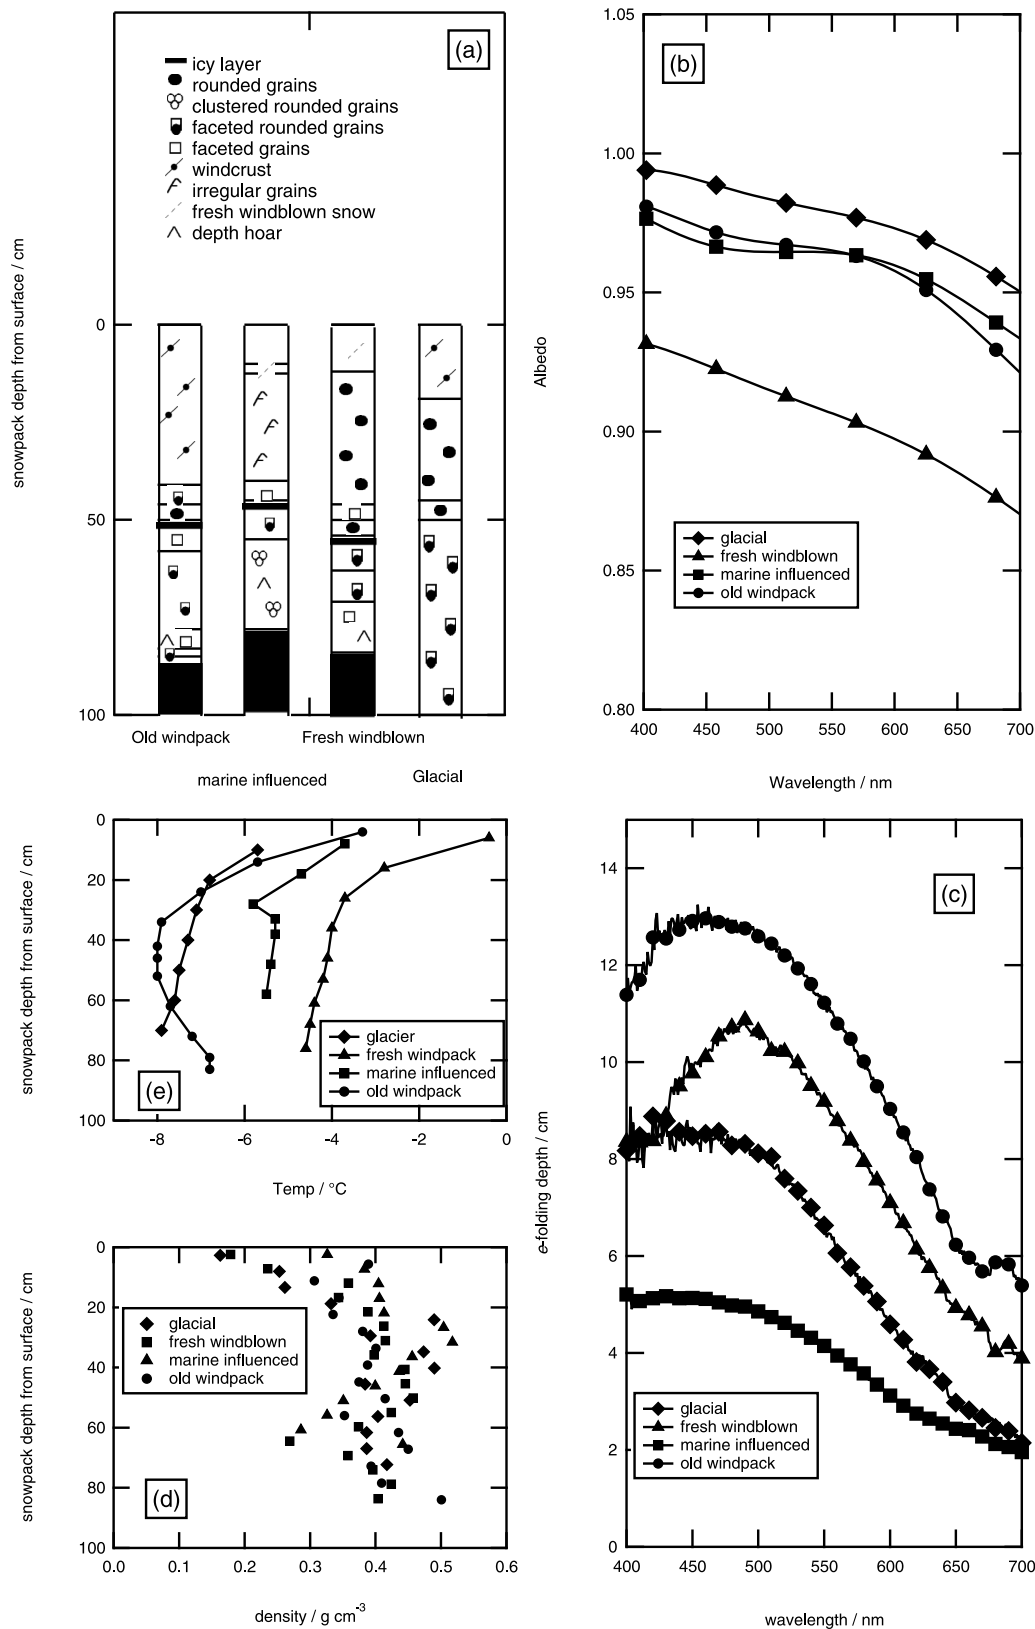 (a)
icy layer
rounded grains
clustered rounded grains
faceted rounded grains
faceted grains
windcrust
irregular grains
fresh windblown snow
depth hoar
snowpack depth from surface / cm
0
50
100
Old windpack
Fresh windblown
marine influenced
Glacial
(b)
1.05
1.00
0.95
0.90
0.85
0.80
Albedo
glacial
fresh windblown
marine influenced
old windpack
400 450 500 550 600 650 700
Wavelength / nm
0
20
40
60
80
100
snowpack depth from surface / cm
glacier
fresh windpack
marine influenced
old windpack
(e)
-8 -6 -4 -2 0
Temp / °C
(c)
14
12
10
8
6
4
2
0
e-folding depth / cm
glacial
fresh windblown
marine influenced
old windpack
400 450 500 550 600 650 700
wavelength / nm
0
20
40
60
80
100
snowpack depth from surface / cm
glacial
fresh windblown
marine influenced
old windpack
(d)
0.0 0.1 0.2 0.3 0.4 0.5 0.6
density / g cm⁻³